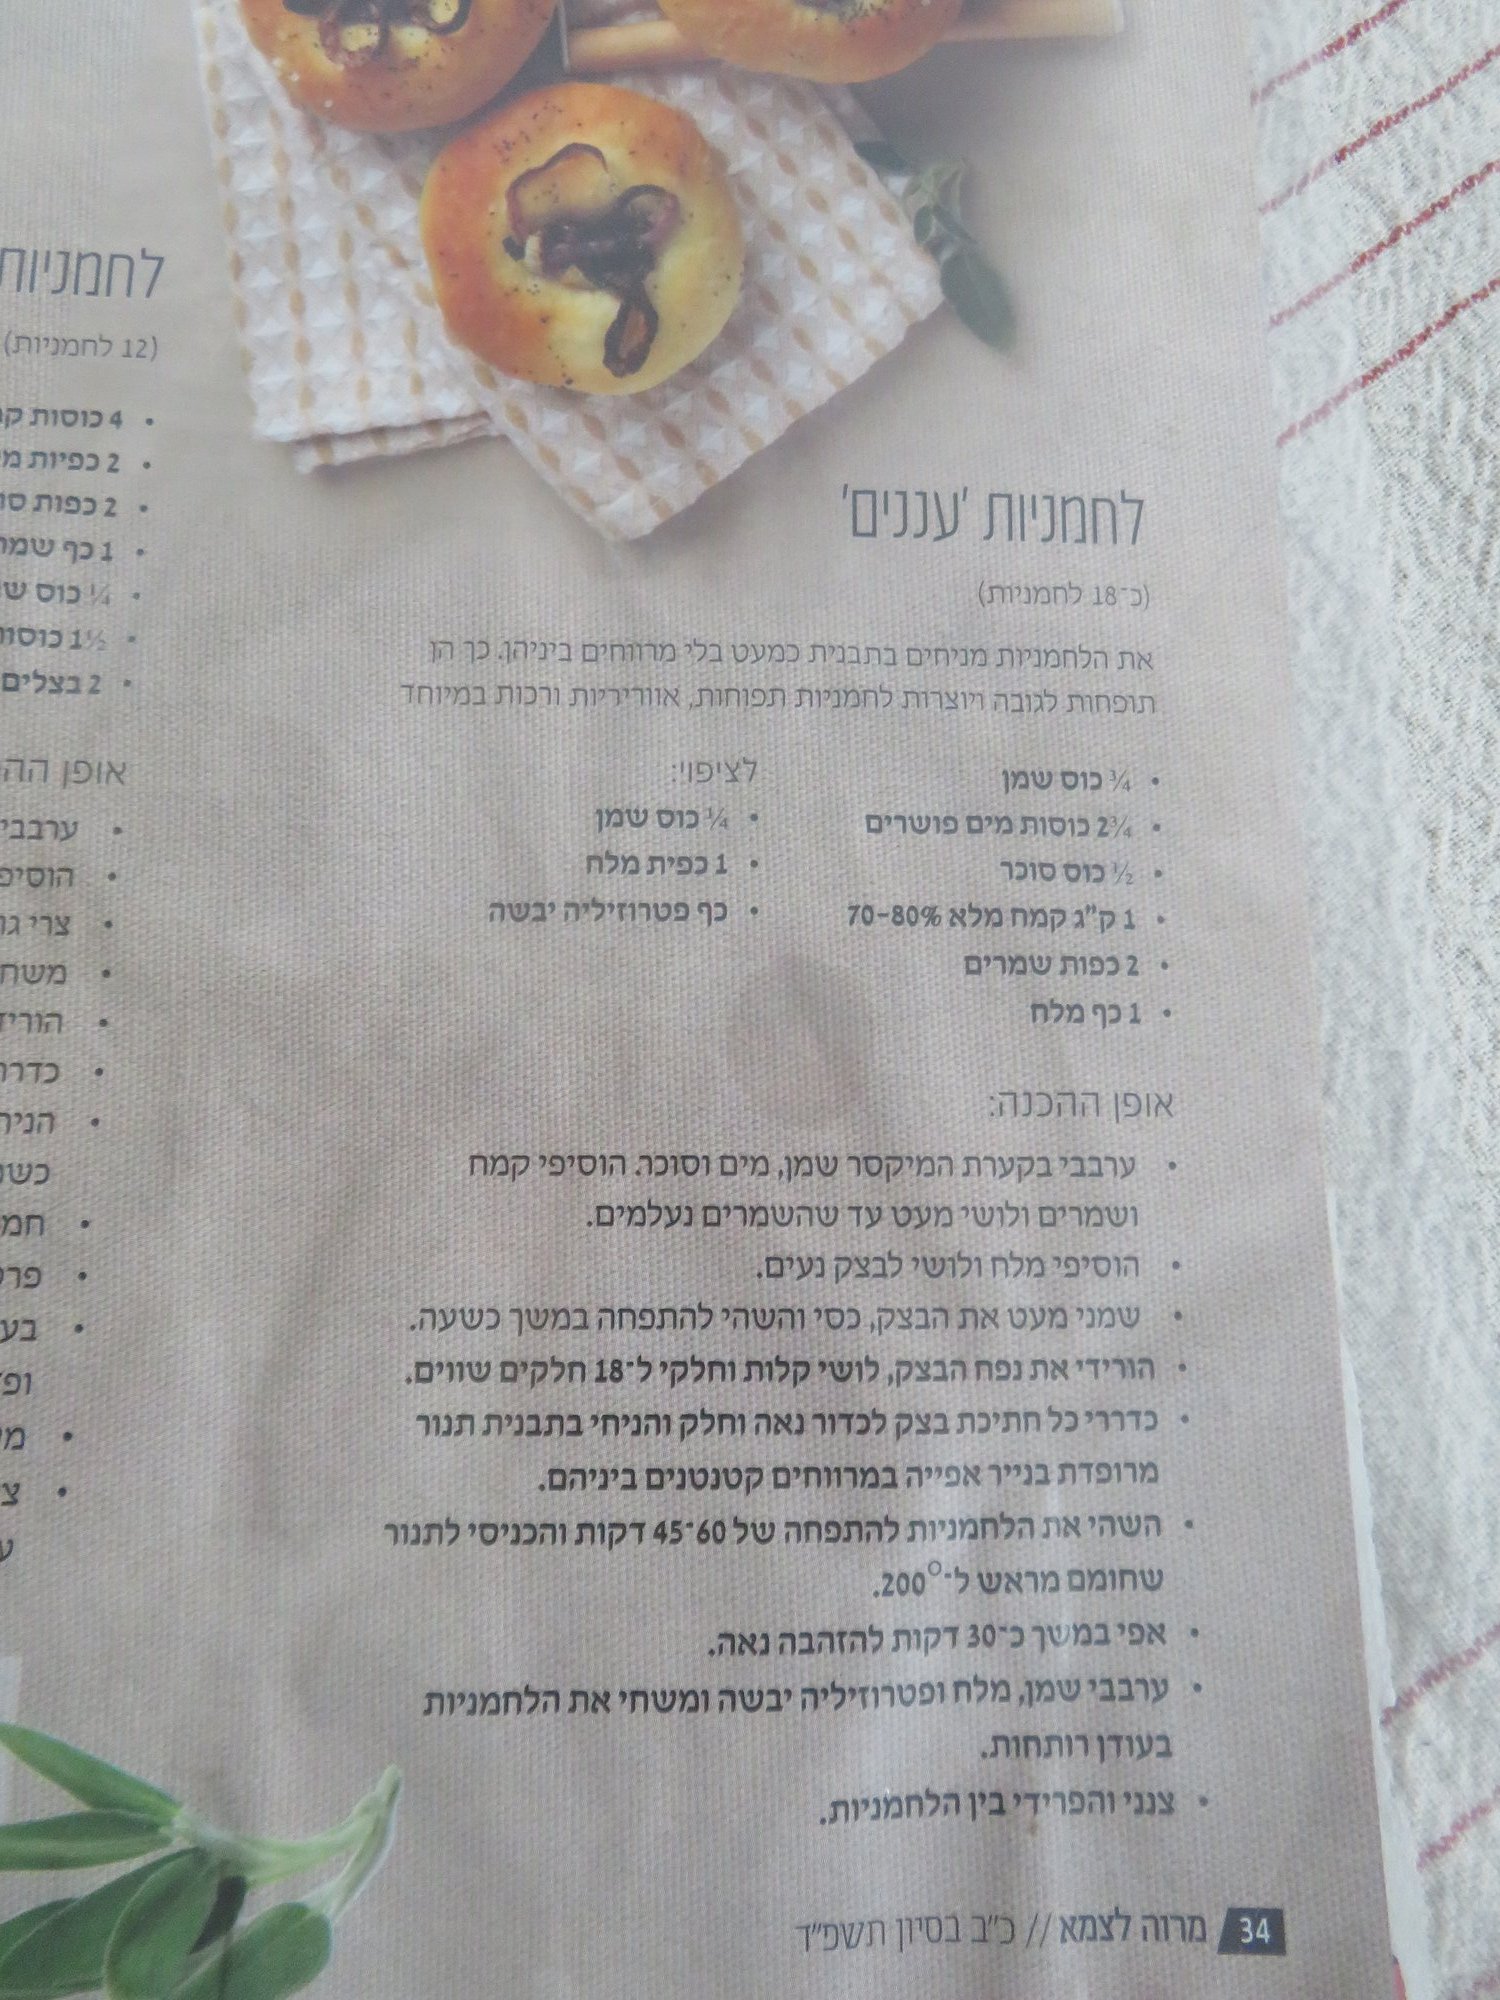 לחמניות 'עננים'
(כ־18 לחמניות)
את הלחמניות מניחים בתבנית כמעט בלי מרווחים ביניהן. כך הן
תופחות לגובה ויוצרות לחמניות תפוחות, אווריריות ורכות במיוחד
• ¾ כוס שמן
• 2¾ כוסות מים פושרים
• ½ כוס סוכר
• 1 ק"ג קמח מלא 70-80%
• 2 כפות שמרים
• 1 כף מלח
לציפוי:
• ¼ כוס שמן
• 1 כפית מלח
• כף פטרוזיליה יבשה
אופן ההכנה:
• ערבבי בקערת המיקסר שמן, מים וסוכר. הוסיפי קמח
ושמרים ולושי מעט עד שהשמרים נעלמים.
• הוסיפי מלח ולושי לבצק נעים.
• שמני מעט את הבצק, כסי והשהי להתפחה במשך כשעה.
• הורידי את נפח הבצק, לושי קלות וחלקי ל־18 חלקים שווים.
• כדררי כל חתיכת בצק לכדור נאה וחלק והניחי בתבנית תנור
מרופדת בנייר אפייה במרווחים קטנטנים ביניהם.
• השהי את הלחמניות להתפחה של 45־60 דקות והכניסי לתנור
שחומם מראש ל־200°.
• אפי במשך כ־30 דקות להזהבה נאה.
• ערבבי שמן, מלח ופטרוזיליה יבשה ומשחי את הלחמניות
בעודן רותחות.
• צנני והפרידי בין הלחמניות.
34 מרוה לצמא // כ"ב בסיון תשפ"ד
לחמניות
(12 לחמניות)
• 4 כוסות
• 2 כפיות
• 2 כפות
• 1 כף
• ¼ כוס
• 1½
• 2 בצלים
אופן
•
•
• צרי
•
•
•
•
•
•
•
•
•